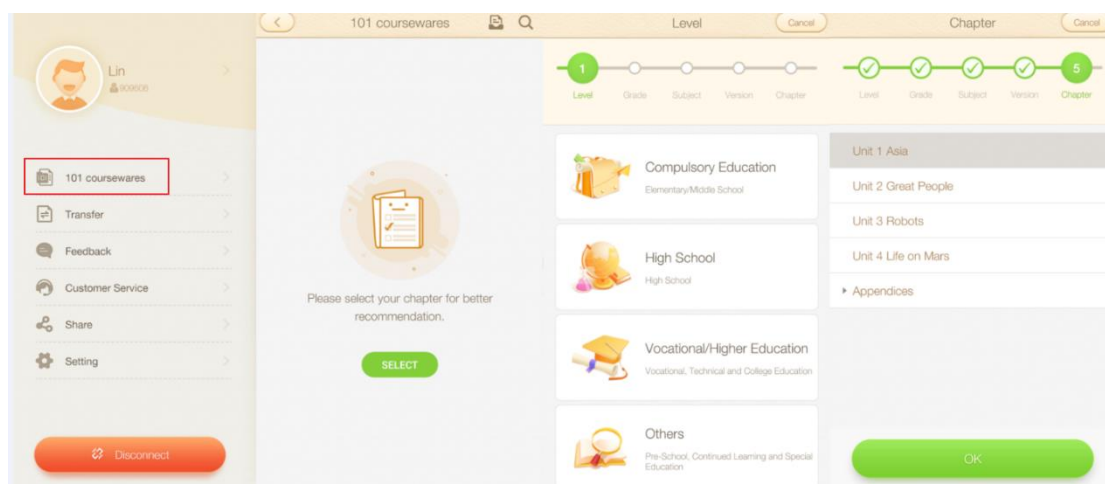 Lin
909608
101 coursewares
Transfer
Feedback
Customer Service
Share
Setting
Disconnect
101 coursewares
Please select your chapter for better
recommendation.
SELECT
Level
Cancel
1
Level
Grade
Subject
Version
Chapter
Compulsory Education
Elementary/Middle School
High School
High School
Vocational/Higher Education
Vocational, Technical and College Education
Others
Pre-School, Continued Learning and Special
Education
Chapter
Cancel
Level
Grade
Subject
Version
5
Chapter
Unit 1 Asia
Unit 2 Great People
Unit 3 Robots
Unit 4 Life on Mars
Appendices
OK